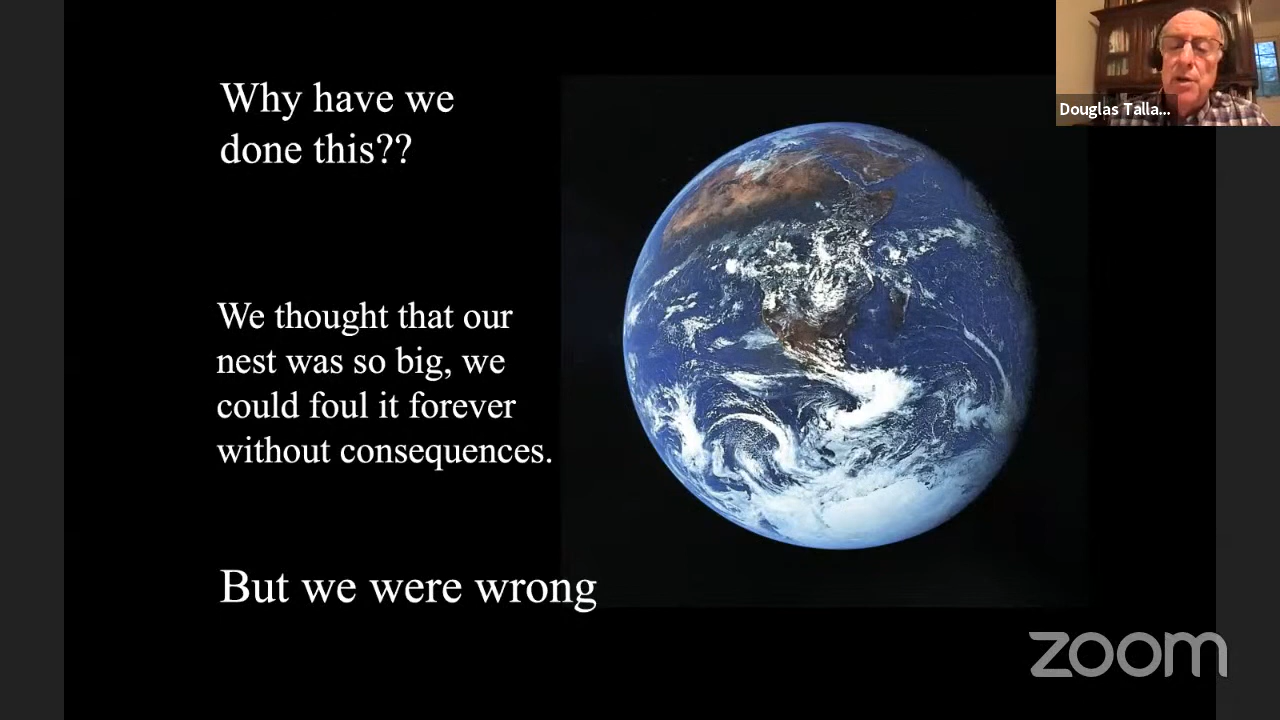 Why have we
done this??
We thought that our
nest was so big, we
could foul it forever
without consequences.
But we were wrong
Douglas Talla...
zoom